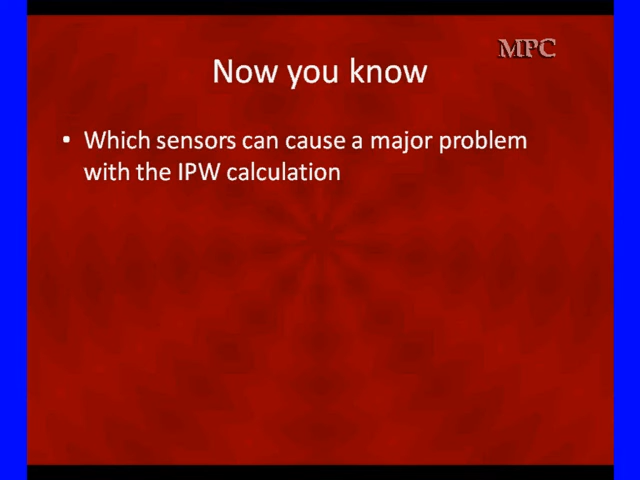 MPC
Now you know
• Which sensors can cause a major problem
with the IPW calculation